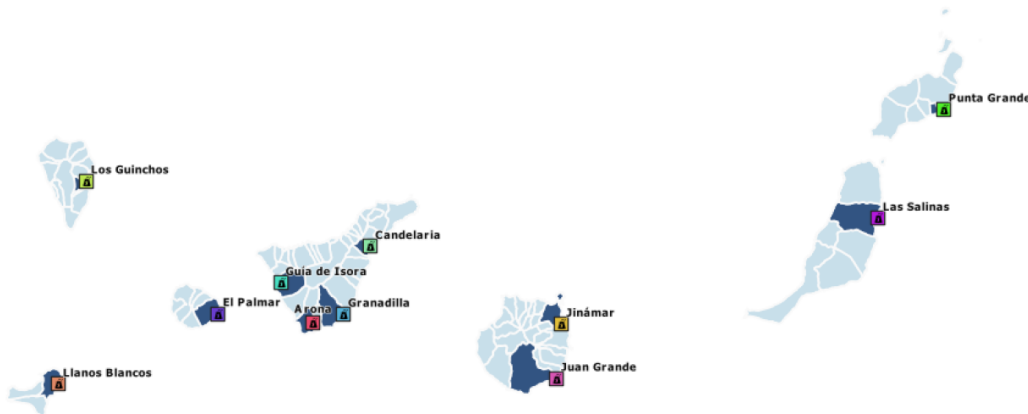 Punta Grande
Los Guinchos
Las Salinas
Candelaria
Guía de Isora
El Palmar
Arona
Granadilla
Jinámar
Juan Grande
Llanos Blancos